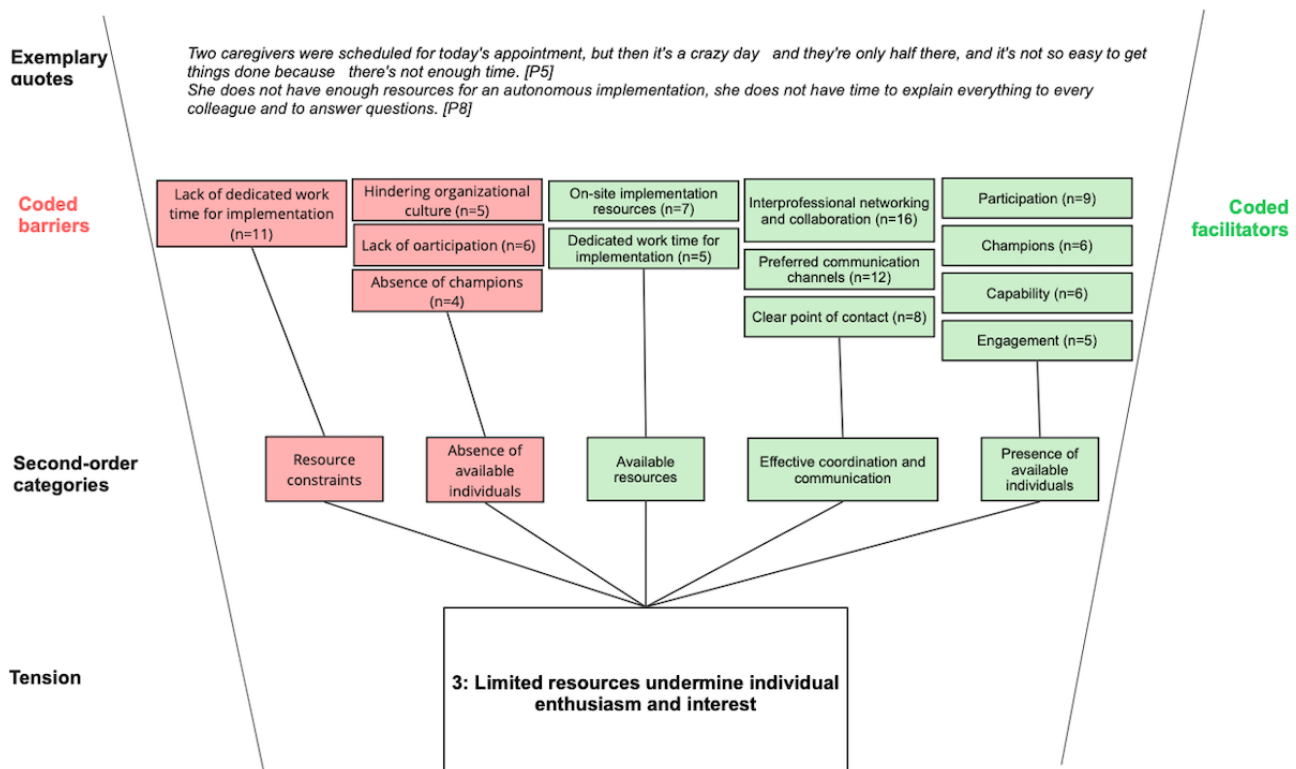 Exemplary
quotes
Two caregivers were scheduled for today's appointment, but then it's a crazy day   and they're only half there, and it's not so easy to get
things done because   there's not enough time. [P5]
She does not have enough resources for an autonomous implementation, she does not have time to explain everything to every
colleague and to answer questions. [P8]
Coded
barriers
Lack of dedicated work
time for implementation
(n=11)
Hindering organizational
culture (n=5)
Lack of oarticipation (n=6)
Absence of champions
(n=4)
On-site implementation
resources (n=7)
Dedicated work time for
implementation (n=5)
Interprofessional networking
and collaboration (n=16)
Preferred communication
channels (n=12)
Clear point of contact (n=8)
Participation (n=9)
Champions (n=6)
Capability (n=6)
Engagement (n=5)
Coded
facilitators
Second-order
categories
Resource
constraints
Absence of
available
individuals
Available
resources
Effective coordination and
communication
Presence of
available
individuals
Tension
3: Limited resources undermine individual
enthusiasm and interest